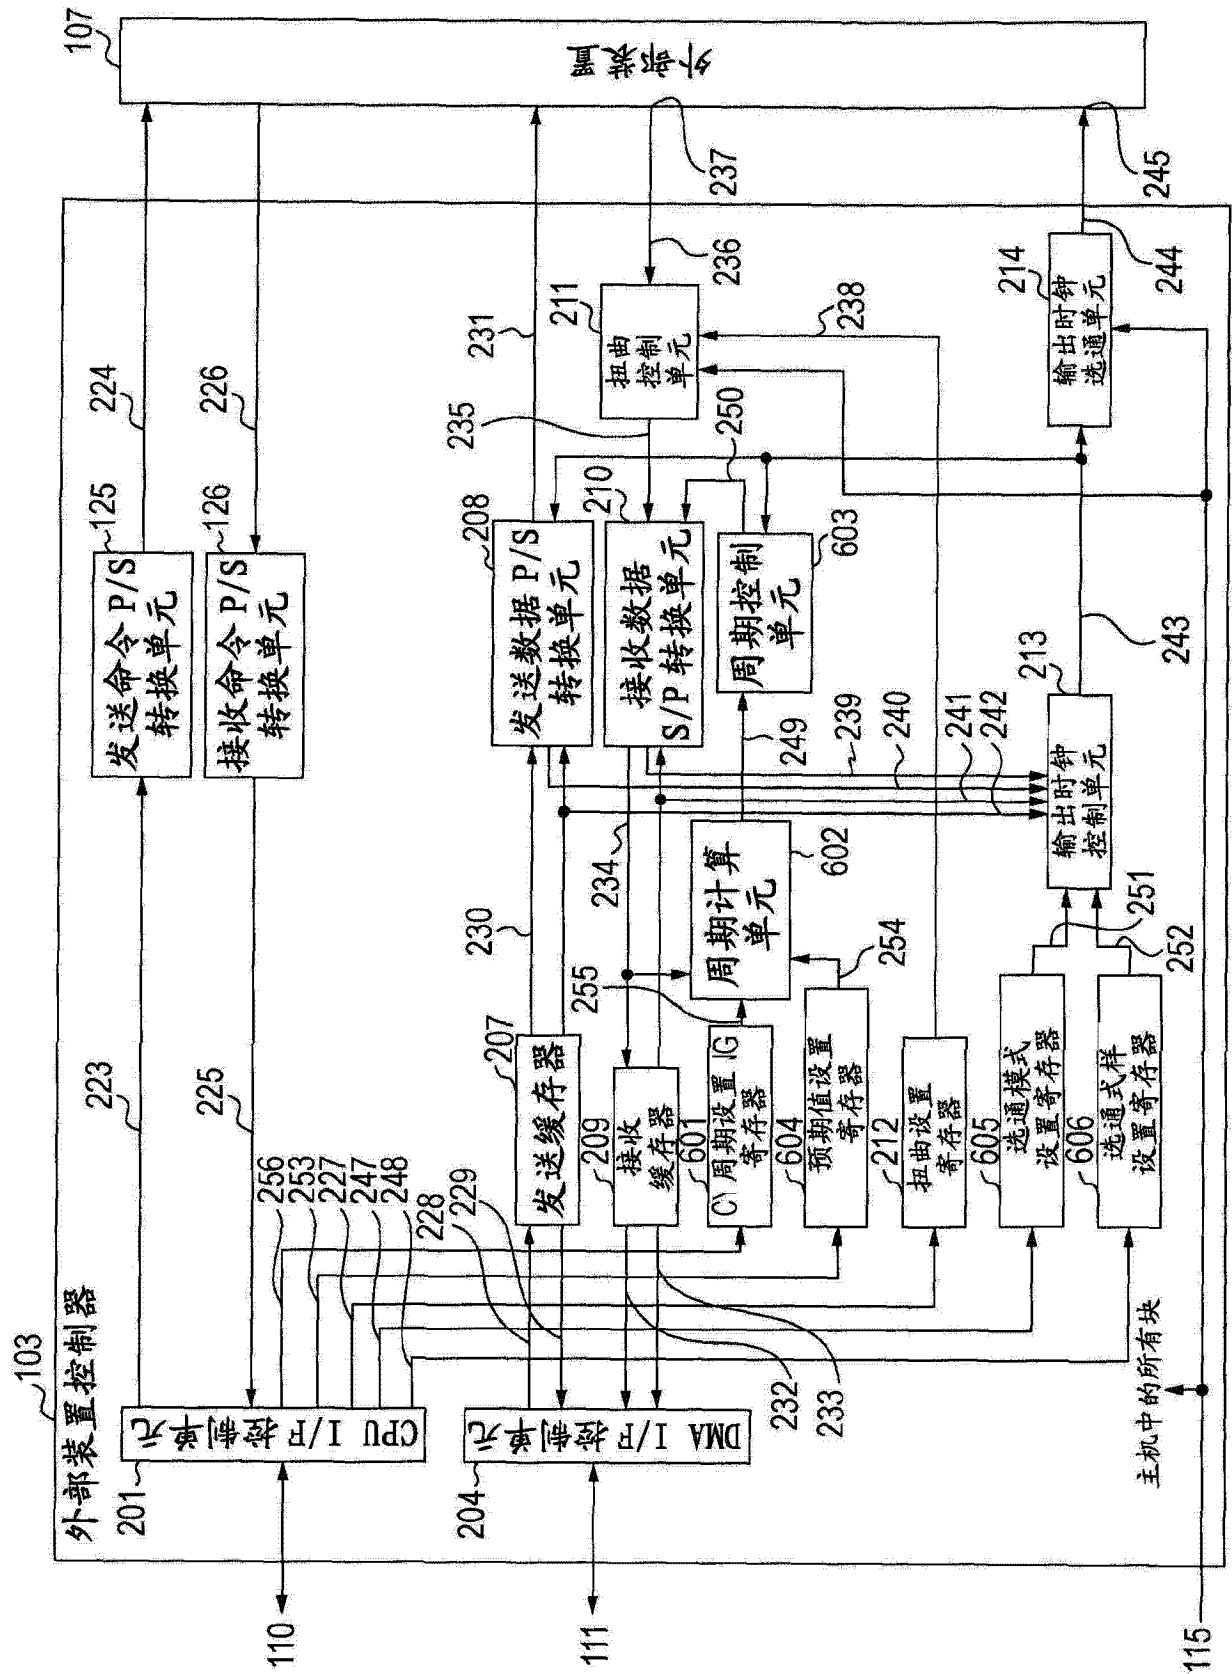 外部装置控制器
103
107
外部装置
201
CPU I/F 控制单元
110
223
发送命令 P/S
转换单元
125
224
225
接收命令 P/S
转换单元
126
226
256
253
227
247
248
204
DMA I/F 控制单元
111
228
229
232
233
207
发送缓存器
230
208
发送数据 P/S
转换单元
231
209
接收
缓存器
234
210
接收数据
S/P 转换单元
235
211
扭曲
控制
单元
236
237
238
601
C\ 周期设置 IG
寄存器
255
602
周期计算
单元
249
603
周期控制
单元
250
604
预期值设置
寄存器
254
212
扭曲设置
寄存器
239
240
241
242
605
选通模式
设置寄存器
251
606
选通式样
设置寄存器
252
213
输出时钟
控制单元
243
214
输出时钟
选通单元
244
245
主机中的所有块
115